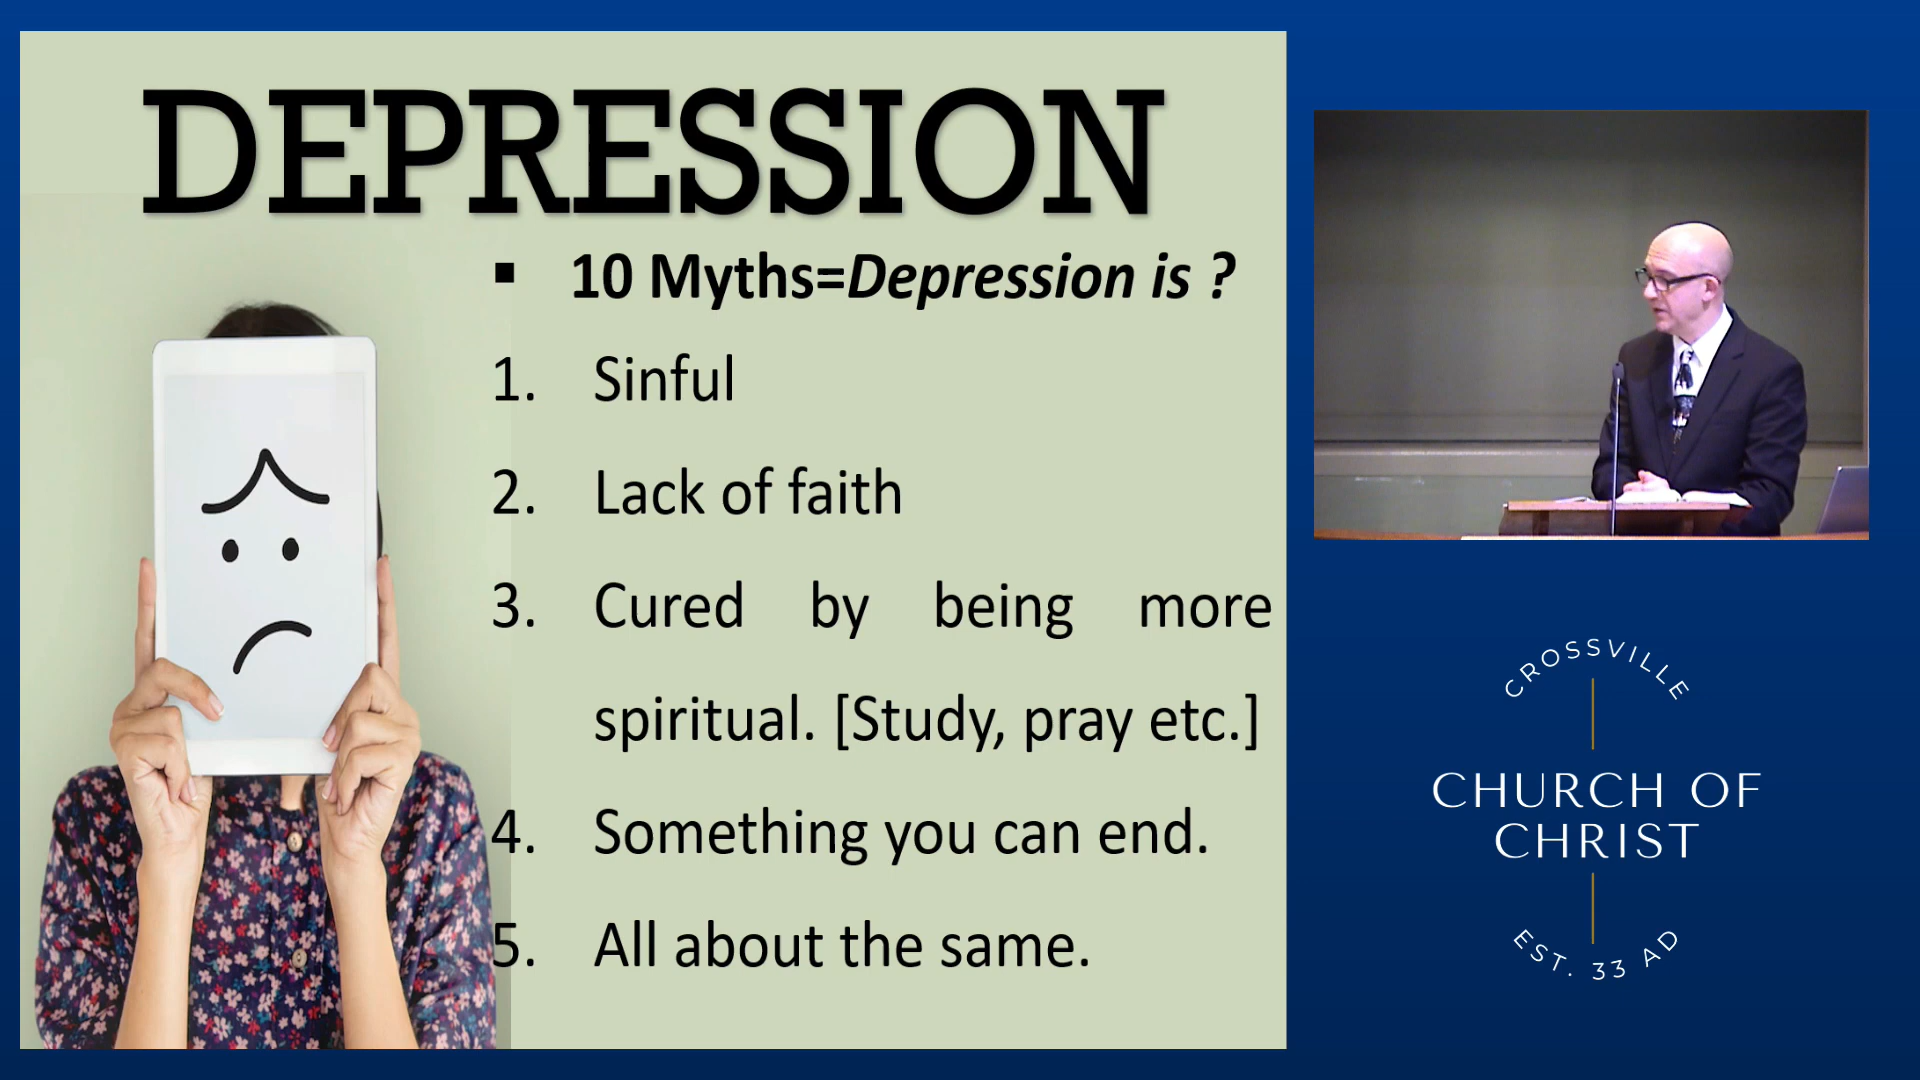 DEPRESSION
▪ 10 Myths=Depression is ?
1. Sinful
2. Lack of faith
3. Cured by being more
spiritual. [Study, pray etc.]
4. Something you can end.
5. All about the same.
CROSSVILLE
CHURCH OF
CHRIST
EST. 33 AD